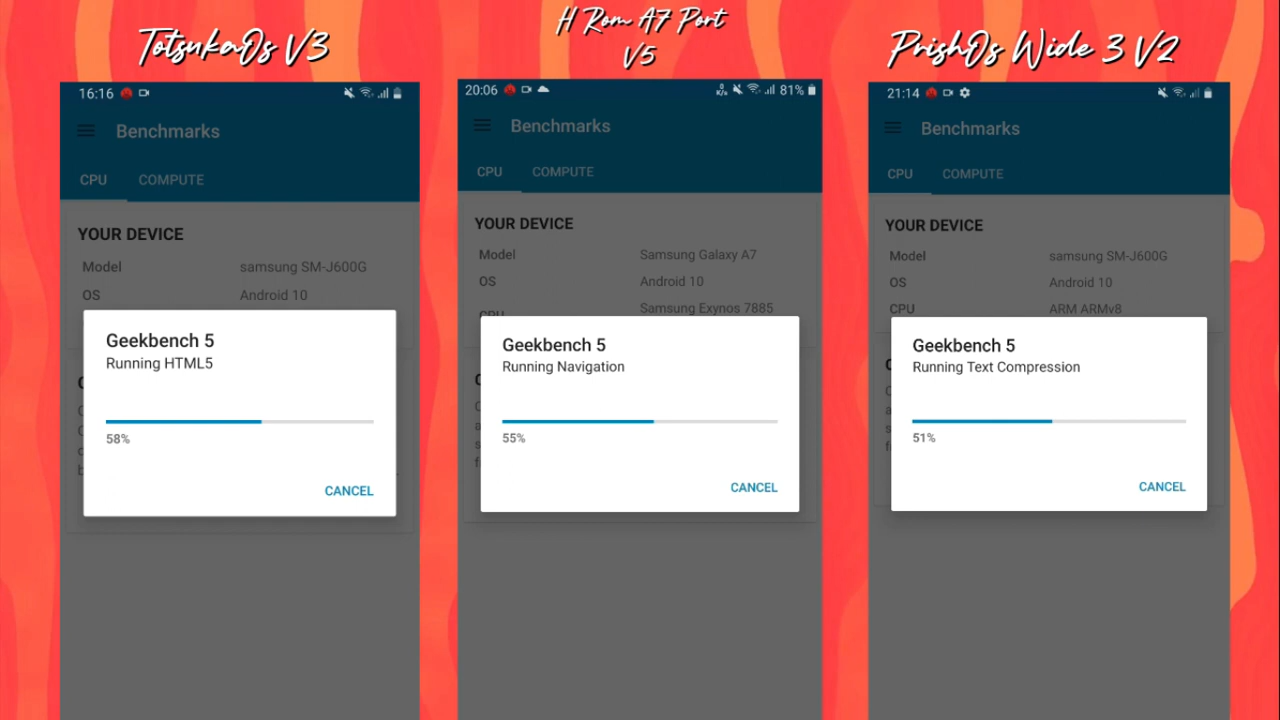 TotsukaOs V3
16:16
Benchmarks
CPU COMPUTE
YOUR DEVICE
Model samsung SM-J600G
OS Android 10
Geekbench 5
Running HTML5
58%
CANCEL
H Rom A7 Port
V5
20:06 81%
Benchmarks
CPU COMPUTE
YOUR DEVICE
Model Samsung Galaxy A7
OS Android 10
CPU Samsung Exynos 7885
Geekbench 5
Running Navigation
55%
CANCEL
PrishOs Wide 3 V2
21:14
Benchmarks
CPU COMPUTE
YOUR DEVICE
Model samsung SM-J600G
OS Android 10
CPU ARM ARMv8
Geekbench 5
Running Text Compression
51%
CANCEL